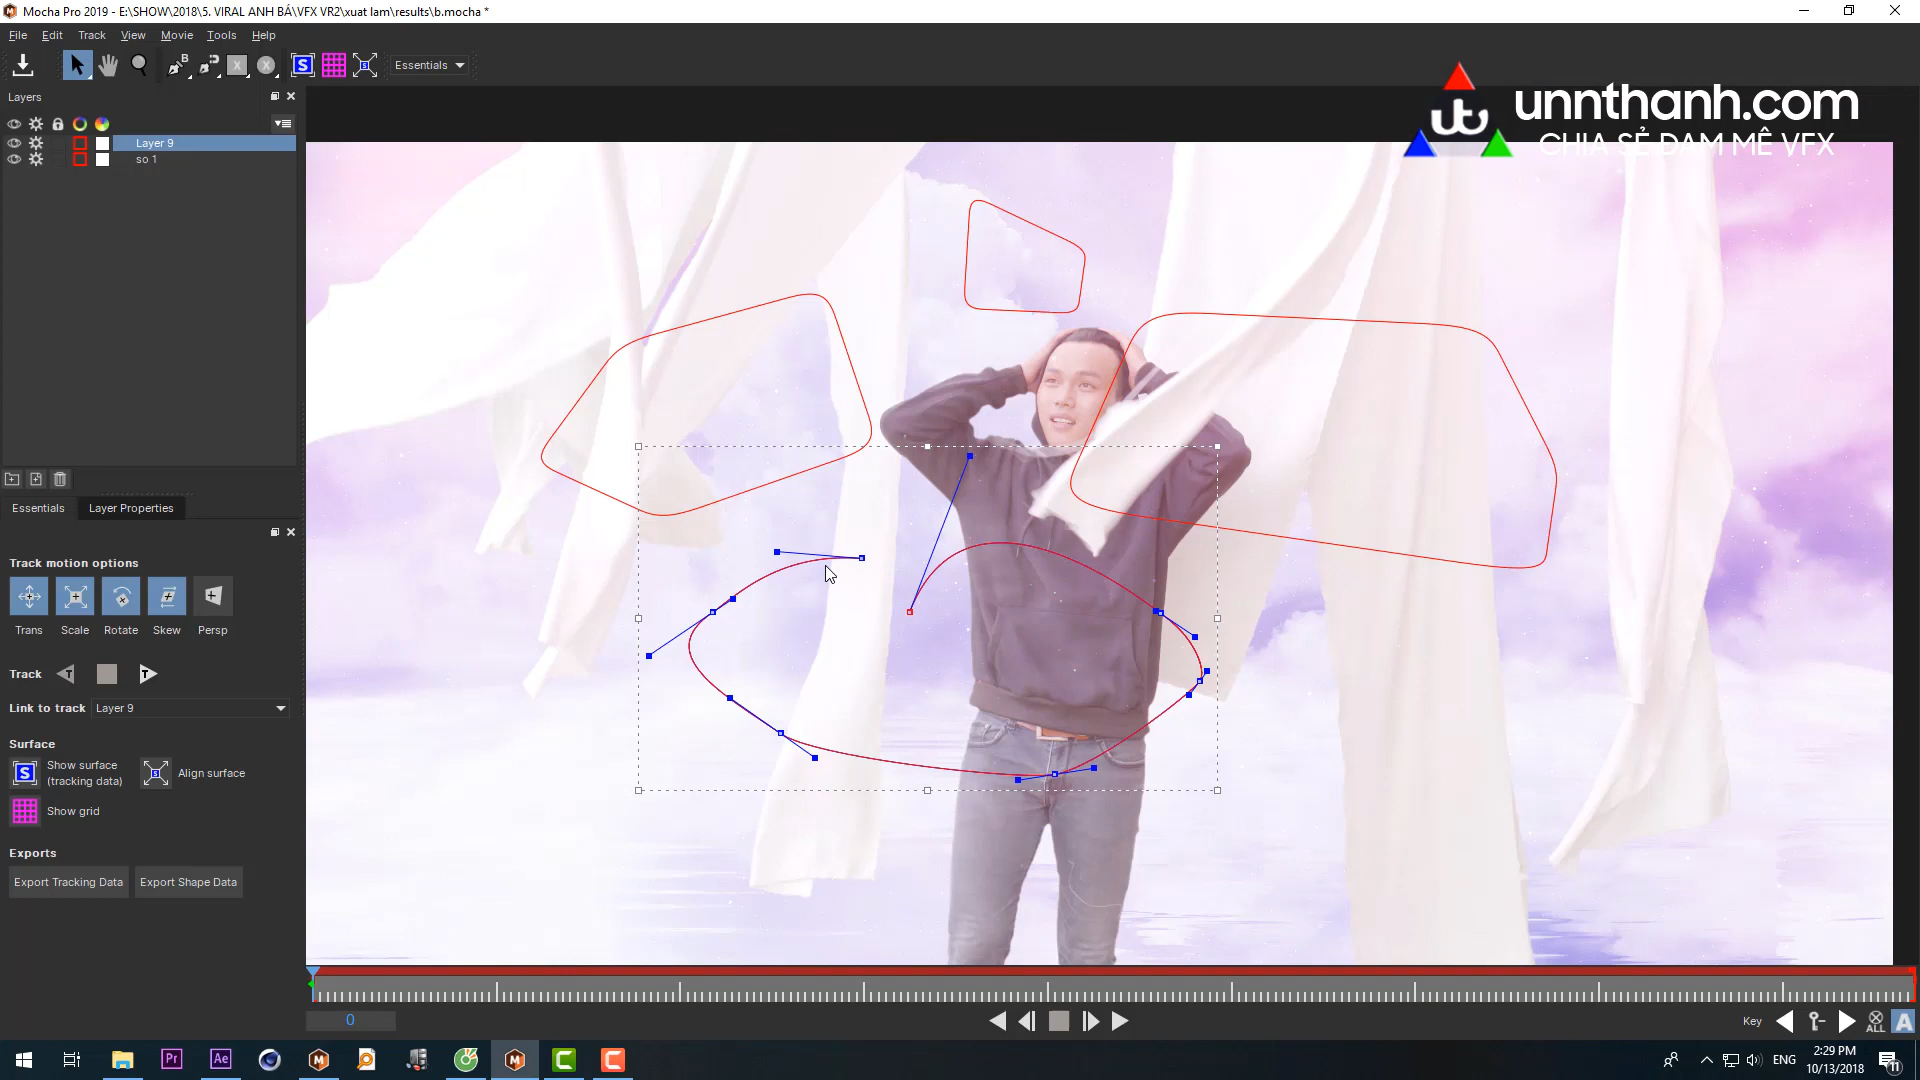 Mocha Pro 2019 - E:\SHOW\2018\5. VIRAL ANH BÁ\VFX VR2\xuat lam\results\b.mocha *
File Edit Track View Movie Tools Help
B X X S S Essentials
unnthanh.com
CHIA SẺ ĐAM MÊ VFX
ut
Layers
Layer 9
so 1
Essentials Layer Properties
Track motion options
Trans Scale Rotate Skew Persp
Track T T
Link to track Layer 9
Surface
S Show surface (tracking data) S Align surface
Show grid
Exports
Export Tracking Data Export Shape Data
0
Key ALL A
Pr Ae
ENG 2:29 PM
10/13/2018 11